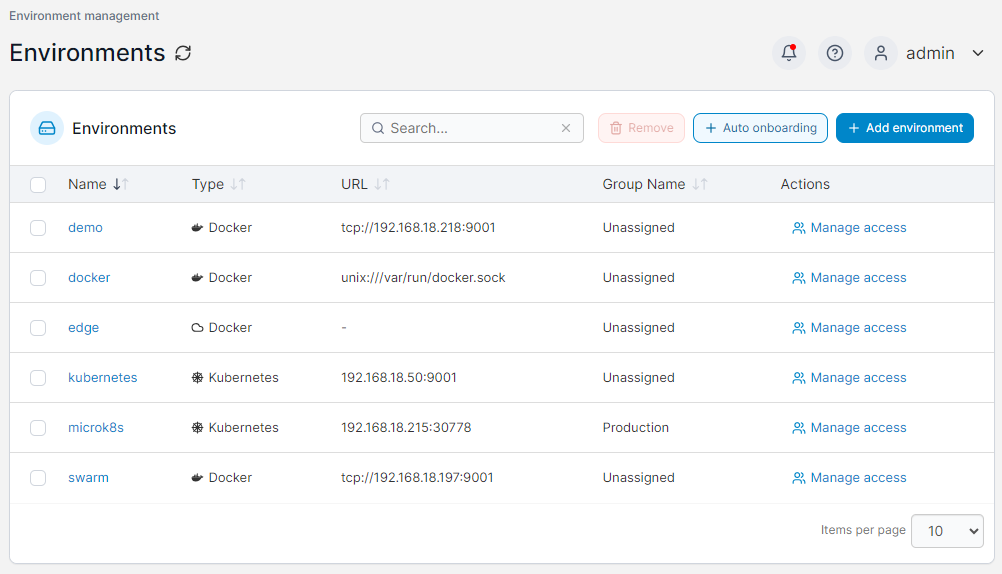 Environment management
Environments
admin
Environments
Search...
Remove
Auto onboarding
Add environment
Name Type URL Group Name Actions
demo Docker tcp://192.168.18.218:9001 Unassigned Manage access
docker Docker unix:///var/run/docker.sock Unassigned Manage access
edge Docker - Unassigned Manage access
kubernetes Kubernetes 192.168.18.50:9001 Unassigned Manage access
microk8s Kubernetes 192.168.18.215:30778 Production Manage access
swarm Docker tcp://192.168.18.197:9001 Unassigned Manage access
Items per page 10